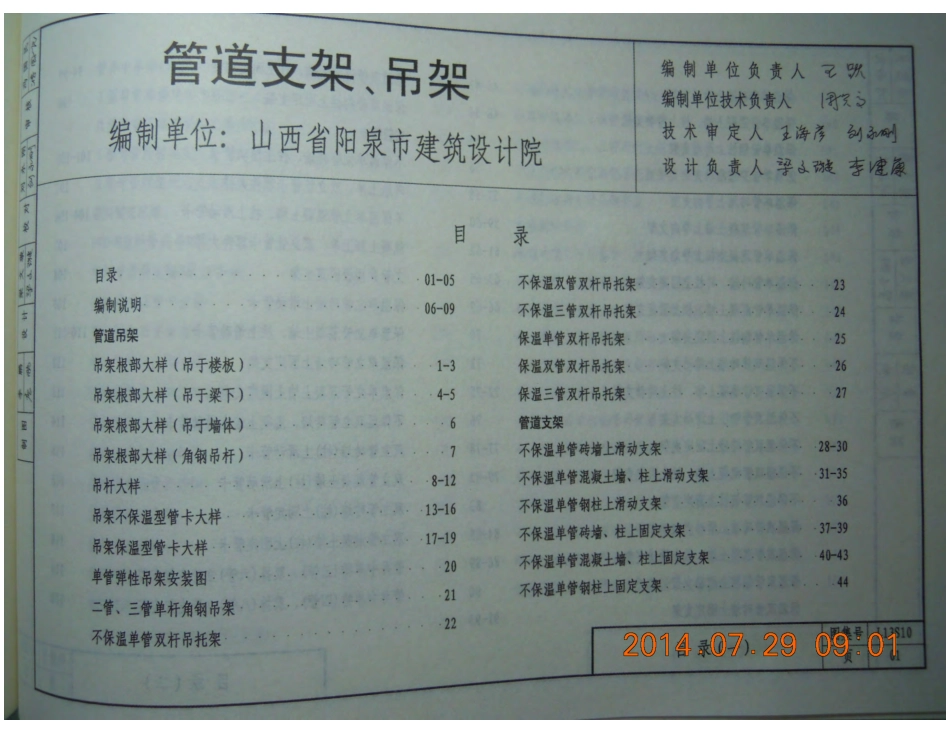 管道支架、吊架
编制单位：山西省阳泉市建筑设计院
编制单位负责人
编制单位技术负责人
技术审定人 王海
设计负责人 梁文 李健康
目 录
目录 01-05
编制说明 06-09
管道吊架
吊架根部大样(吊于楼板) 1-3
吊架根部大样(吊于梁下) 4-5
吊架根部大样(吊于墙体) 6
吊架根部大样(角钢吊杆) 7
吊杆大样 8-12
吊架不保温型管卡大样 13-16
吊架保温型管卡大样 17-19
单管弹性吊架安装图 20
二管、三管单杆角钢吊架 21
不保温单管双杆吊托架 22
不保温双管双杆吊托架 23
不保温三管双杆吊托架 24
保温单管双杆吊托架 25
保温双管双杆吊托架 26
保温三管双杆吊托架 27
管道支架
不保温单管砖墙上滑动支架 28-30
不保温单管混凝土墙、柱上滑动支架 31-35
不保温单管钢柱上滑动支架 36
不保温单管砖墙、柱上固定支架 37-39
不保温单管混凝土墙、柱上固定支架 40-43
不保温单管钢柱上固定支架 44
目录(一)
图集号
页 01
2014.07.29 09:01